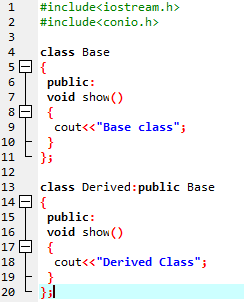 1 #include<iostream.h>
2 #include<conio.h>
3
4 class Base
5 {
6 public:
7 void show()
8 {
9 cout<<"Base class";
10 }
11 };
12
13 class Derived:public Base
14 {
15 public:
16 void show()
17 {
18 cout<<"Derived Class";
19 }
20 };